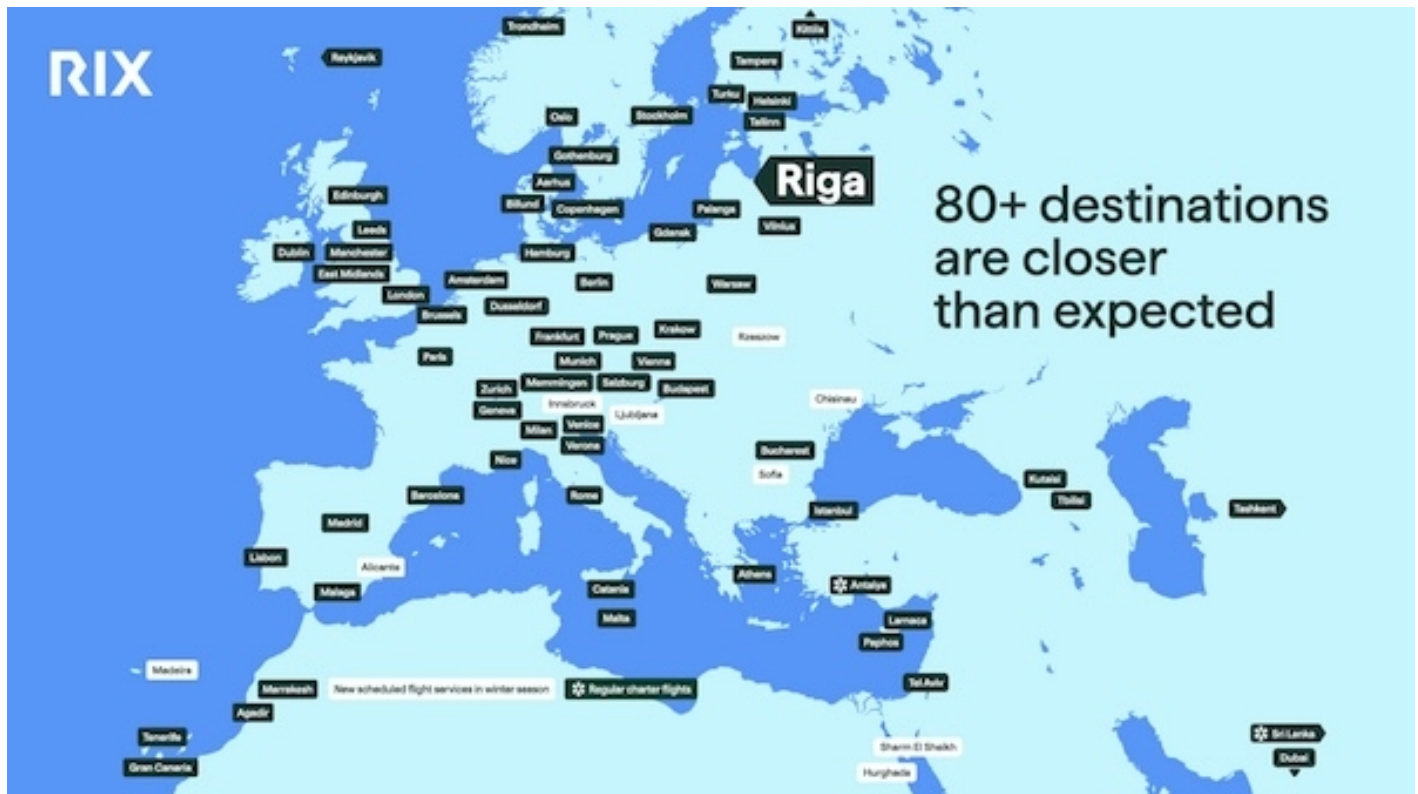 RIX
Trondheim
Kittila
Reykjavik
Tampere
Turku
Helsinki
Oslo
Stockholm
Tallinn
Gothenburg
Aarhus
Riga
Edinburgh
Billund
Copenhagen
Palanga
80+ destinations
are closer
than expected
Leeds
Gdansk
Vilnius
Dublin
Manchester
Hamburg
East Midlands
Amsterdam
Berlin
Warsaw
London
Dusseldorf
Brussels
Frankfurt
Prague
Krakow
Rzeszow
Paris
Munich
Vienna
Zurich
Memmingen
Salzburg
Budapest
Geneva
Innsbruck
Ljubljana
Chisinau
Milan
Venice
Verona
Bucharest
Nice
Sofia
Kutaisi
Barcelona
Rome
Tbilisi
Madrid
Istanbul
Tashkent
Lisbon
Alicante
Athens
Antalya
Malaga
Catania
Malta
Larnaca
Paphos
Madeira
Marrakesh
New scheduled flight services in winter season
Regular charter flights
Tel Aviv
Agadir
Tenerife
Sri Lanka
Sharm El Sheikh
Dubai
Gran Canaria
Hurghada